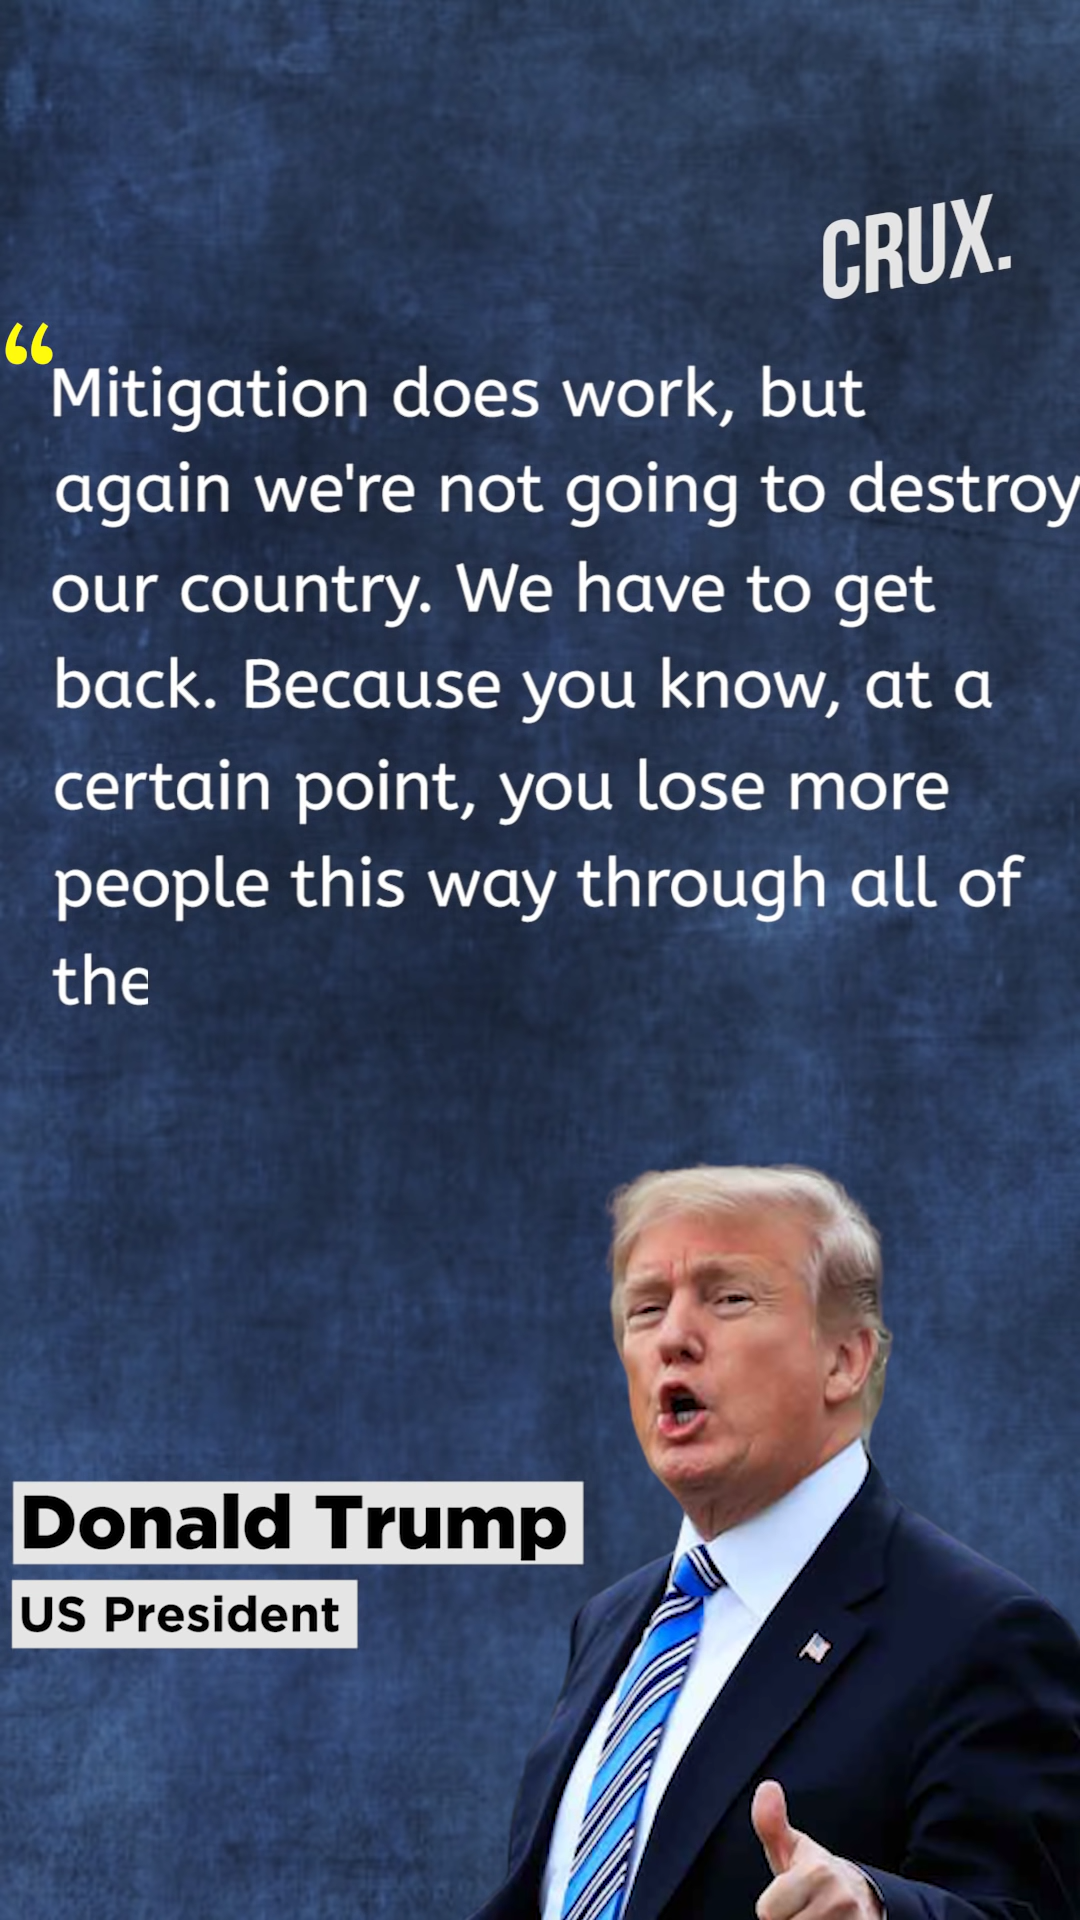 CRUX.
“Mitigation does work, but
again we're not going to destroy
our country. We have to get
back. Because you know, at a
certain point, you lose more
people this way through all of
the
Donald Trump
US President